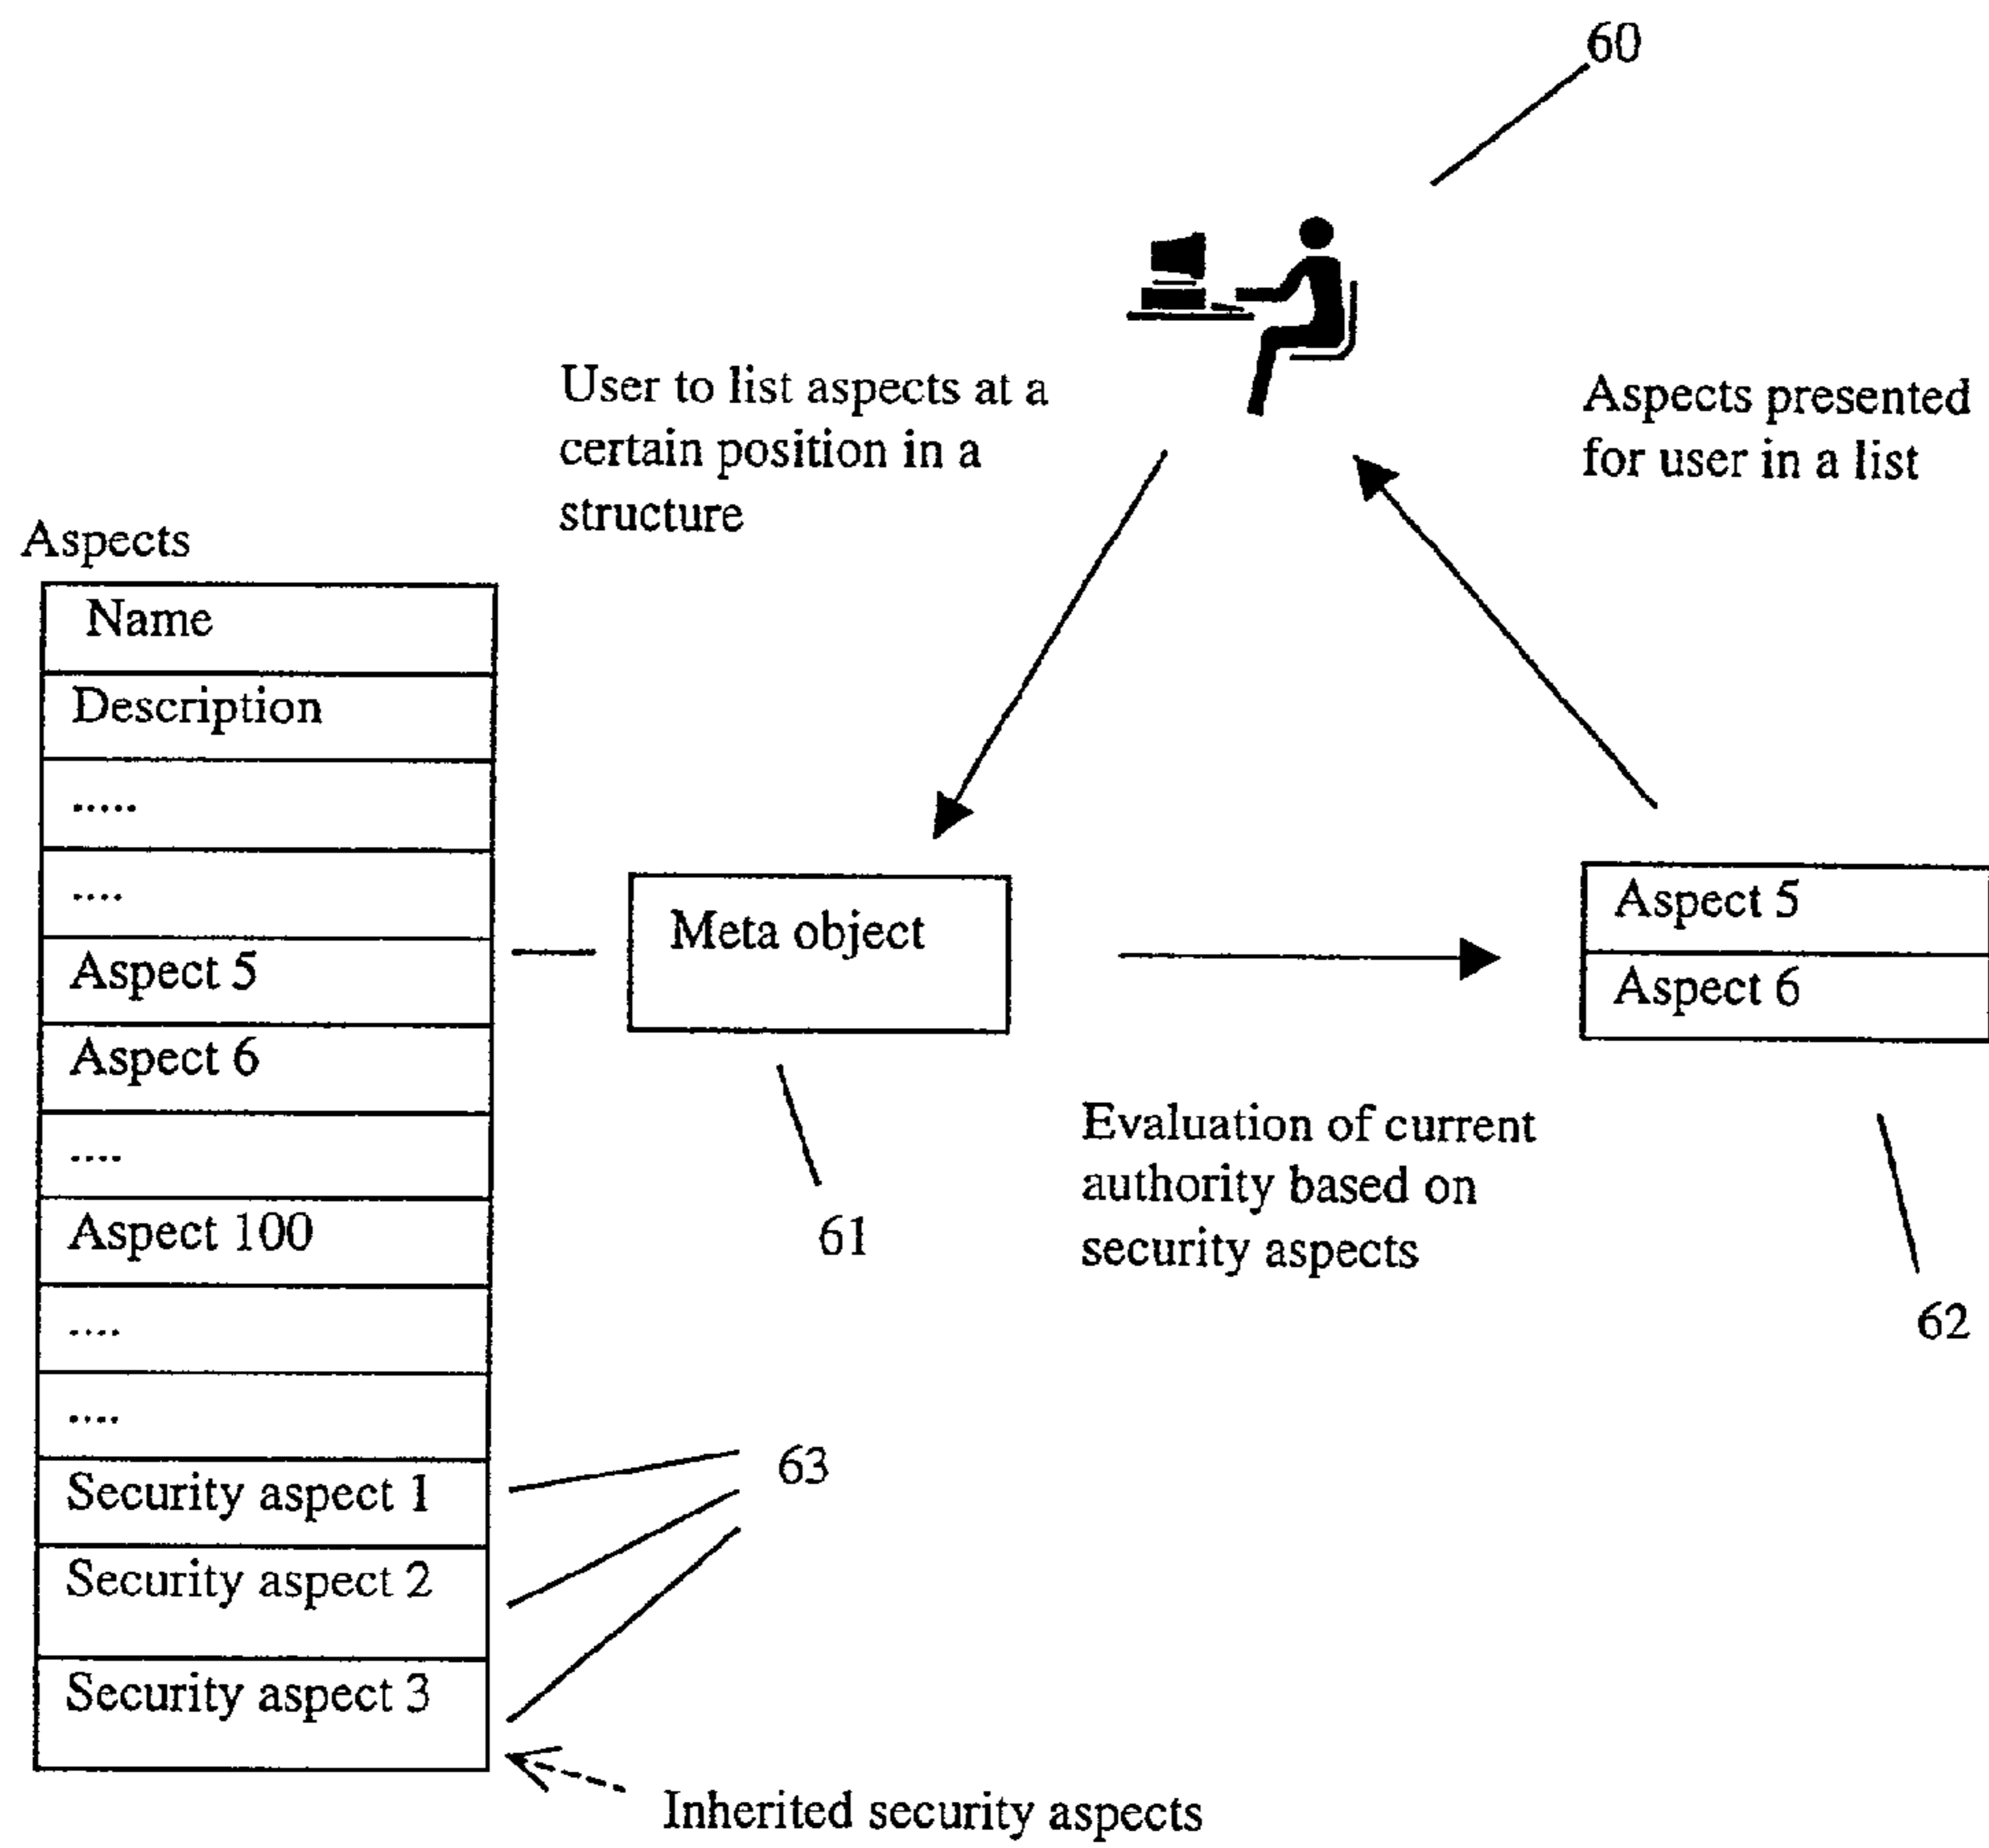 60
User to list aspects at a
certain position in a
structure
Aspects presented
for user in a list
Aspects
Name
Description
.....
....
Aspect 5
Aspect 6
....
Aspect 100
....
....
Security aspect 1
Security aspect 2
Security aspect 3
Meta object
61
Evaluation of current
authority based on
security aspects
Aspect 5
Aspect 6
62
63
Inherited security aspects